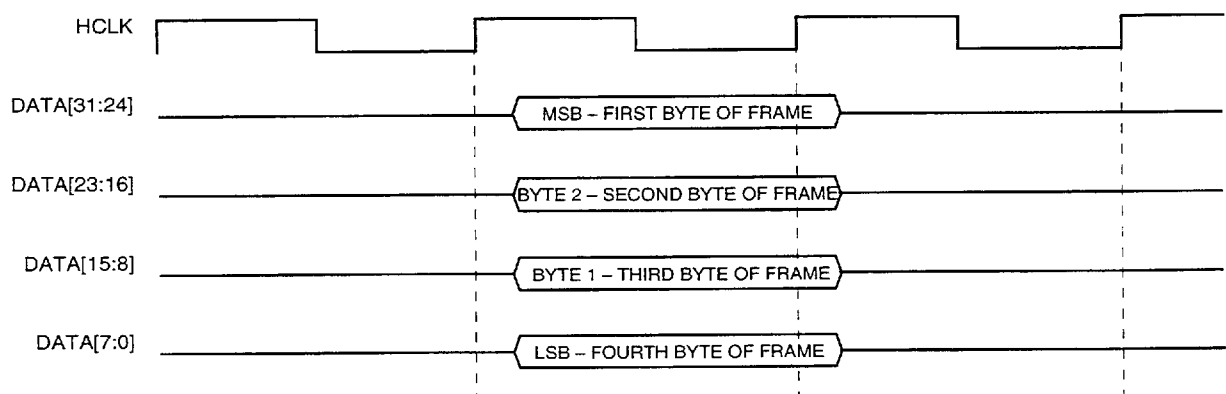 HCLK
DATA[31:24]
MSB – FIRST BYTE OF FRAME
DATA[23:16]
BYTE 2 – SECOND BYTE OF FRAME
DATA[15:8]
BYTE 1 – THIRD BYTE OF FRAME
DATA[7:0]
LSB – FOURTH BYTE OF FRAME